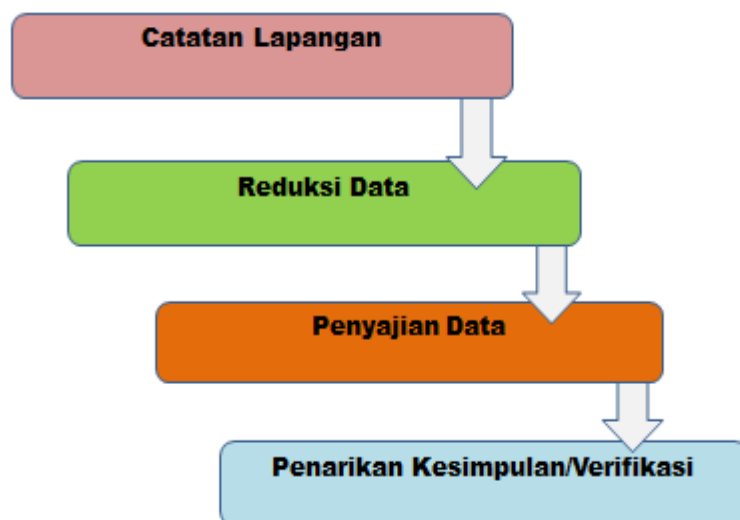 Catatan Lapangan
Reduksi Data
Penyajian Data
Penarikan Kesimpulan/Verifikasi